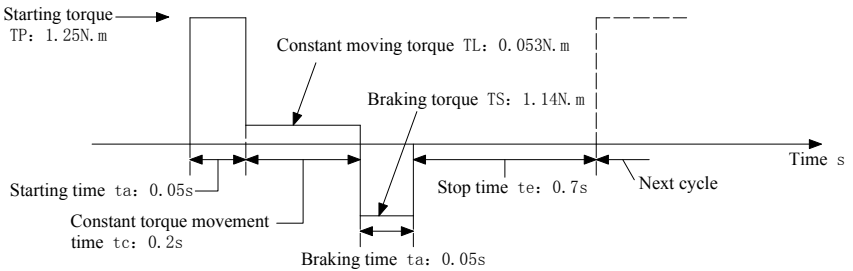 Starting torque
TP: 1.25N.m
Constant moving torque TL: 0.053N.m
Braking torque TS: 1.14N.m
Time s
Starting time ta: 0.05s
Stop time te: 0.7s
Next cycle
Constant torque movement
time tc: 0.2s
Braking time ta: 0.05s